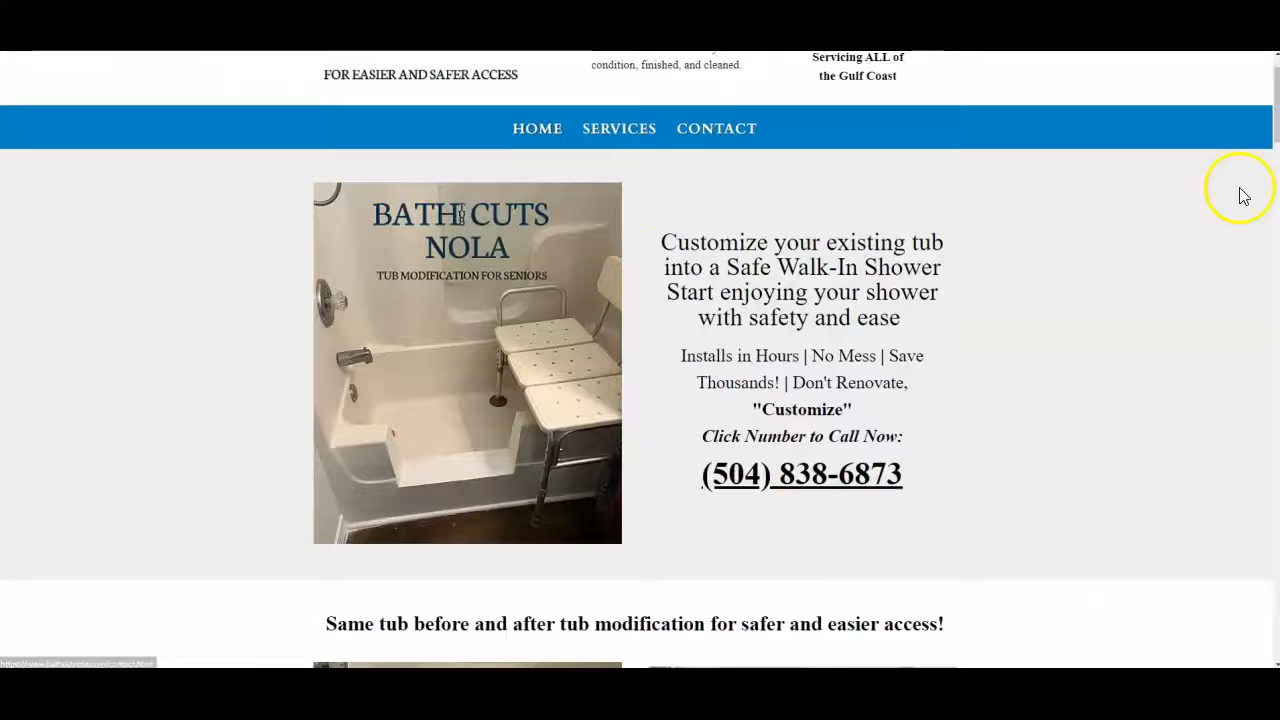 condition, finished, and cleaned.
Servicing ALL of
the Gulf Coast
FOR EASIER AND SAFER ACCESS
HOME SERVICES CONTACT
BATH TUB CUTS
NOLA
TUB MODIFICATION FOR SENIORS
Customize your existing tub
into a Safe Walk-In Shower
Start enjoying your shower
with safety and ease
Installs in Hours | No Mess | Save
Thousands! | Don't Renovate,
"Customize"
Click Number to Call Now:
(504) 838-6873
Same tub before and after tub modification for safer and easier access!